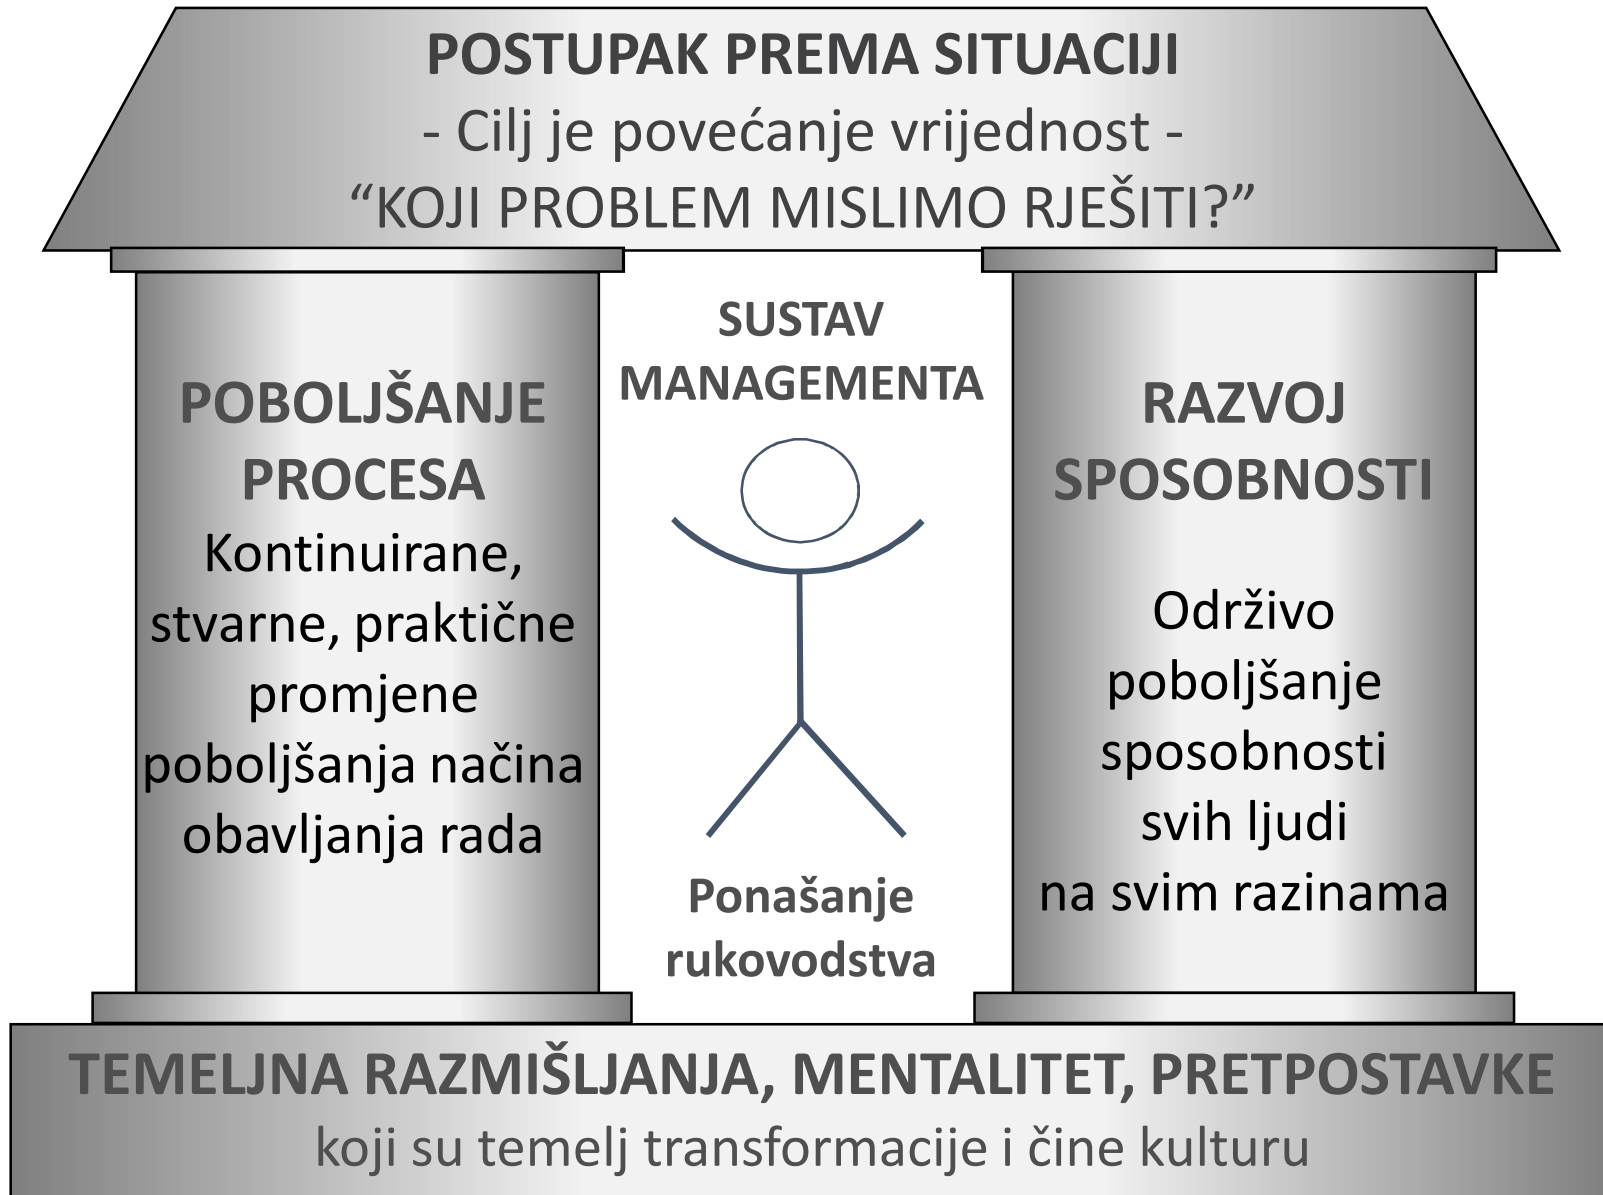 POSTUPAK PREMA SITUACIJI
- Cilj je povećanje vrijednost -
“KOJI PROBLEM MISLIMO RJEŠITI?”
POBOLJŠANJE
PROCESA
Kontinuirane,
stvarne, praktične
promjene
poboljšanja načina
obavljanja rada
SUSTAV
MANAGEMENTA
Ponašanje
rukovodstva
RAZVOJ
SPOSOBNOSTI
Održivo
poboljšanje
sposobnosti
svih ljudi
na svim razinama
TEMELJNA RAZMIŠLJANJA, MENTALITET, PRETPOSTAVKE
koji su temelj transformacije i čine kulturu